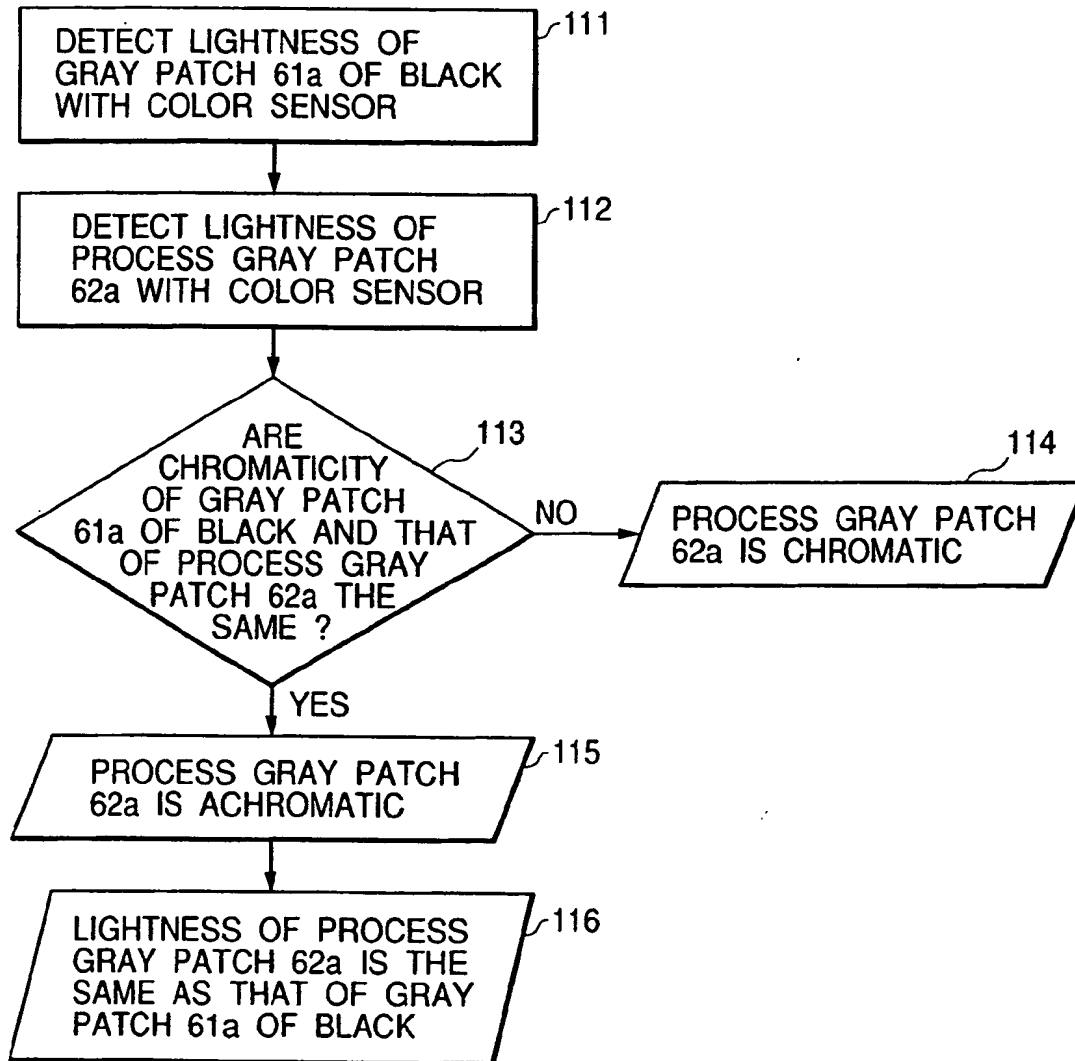 111
DETECT LIGHTNESS OF
GRAY PATCH 61a OF BLACK
WITH COLOR SENSOR
112
DETECT LIGHTNESS OF
PROCESS GRAY PATCH
62a WITH COLOR SENSOR
113
ARE
CHROMATICITY
OF GRAY PATCH
61a OF BLACK AND THAT
OF PROCESS GRAY
PATCH 62a THE
SAME ?
NO
114
PROCESS GRAY PATCH
62a IS CHROMATIC
YES
115
PROCESS GRAY PATCH
62a IS ACHROMATIC
116
LIGHTNESS OF PROCESS
GRAY PATCH 62a IS THE
SAME AS THAT OF GRAY
PATCH 61a OF BLACK